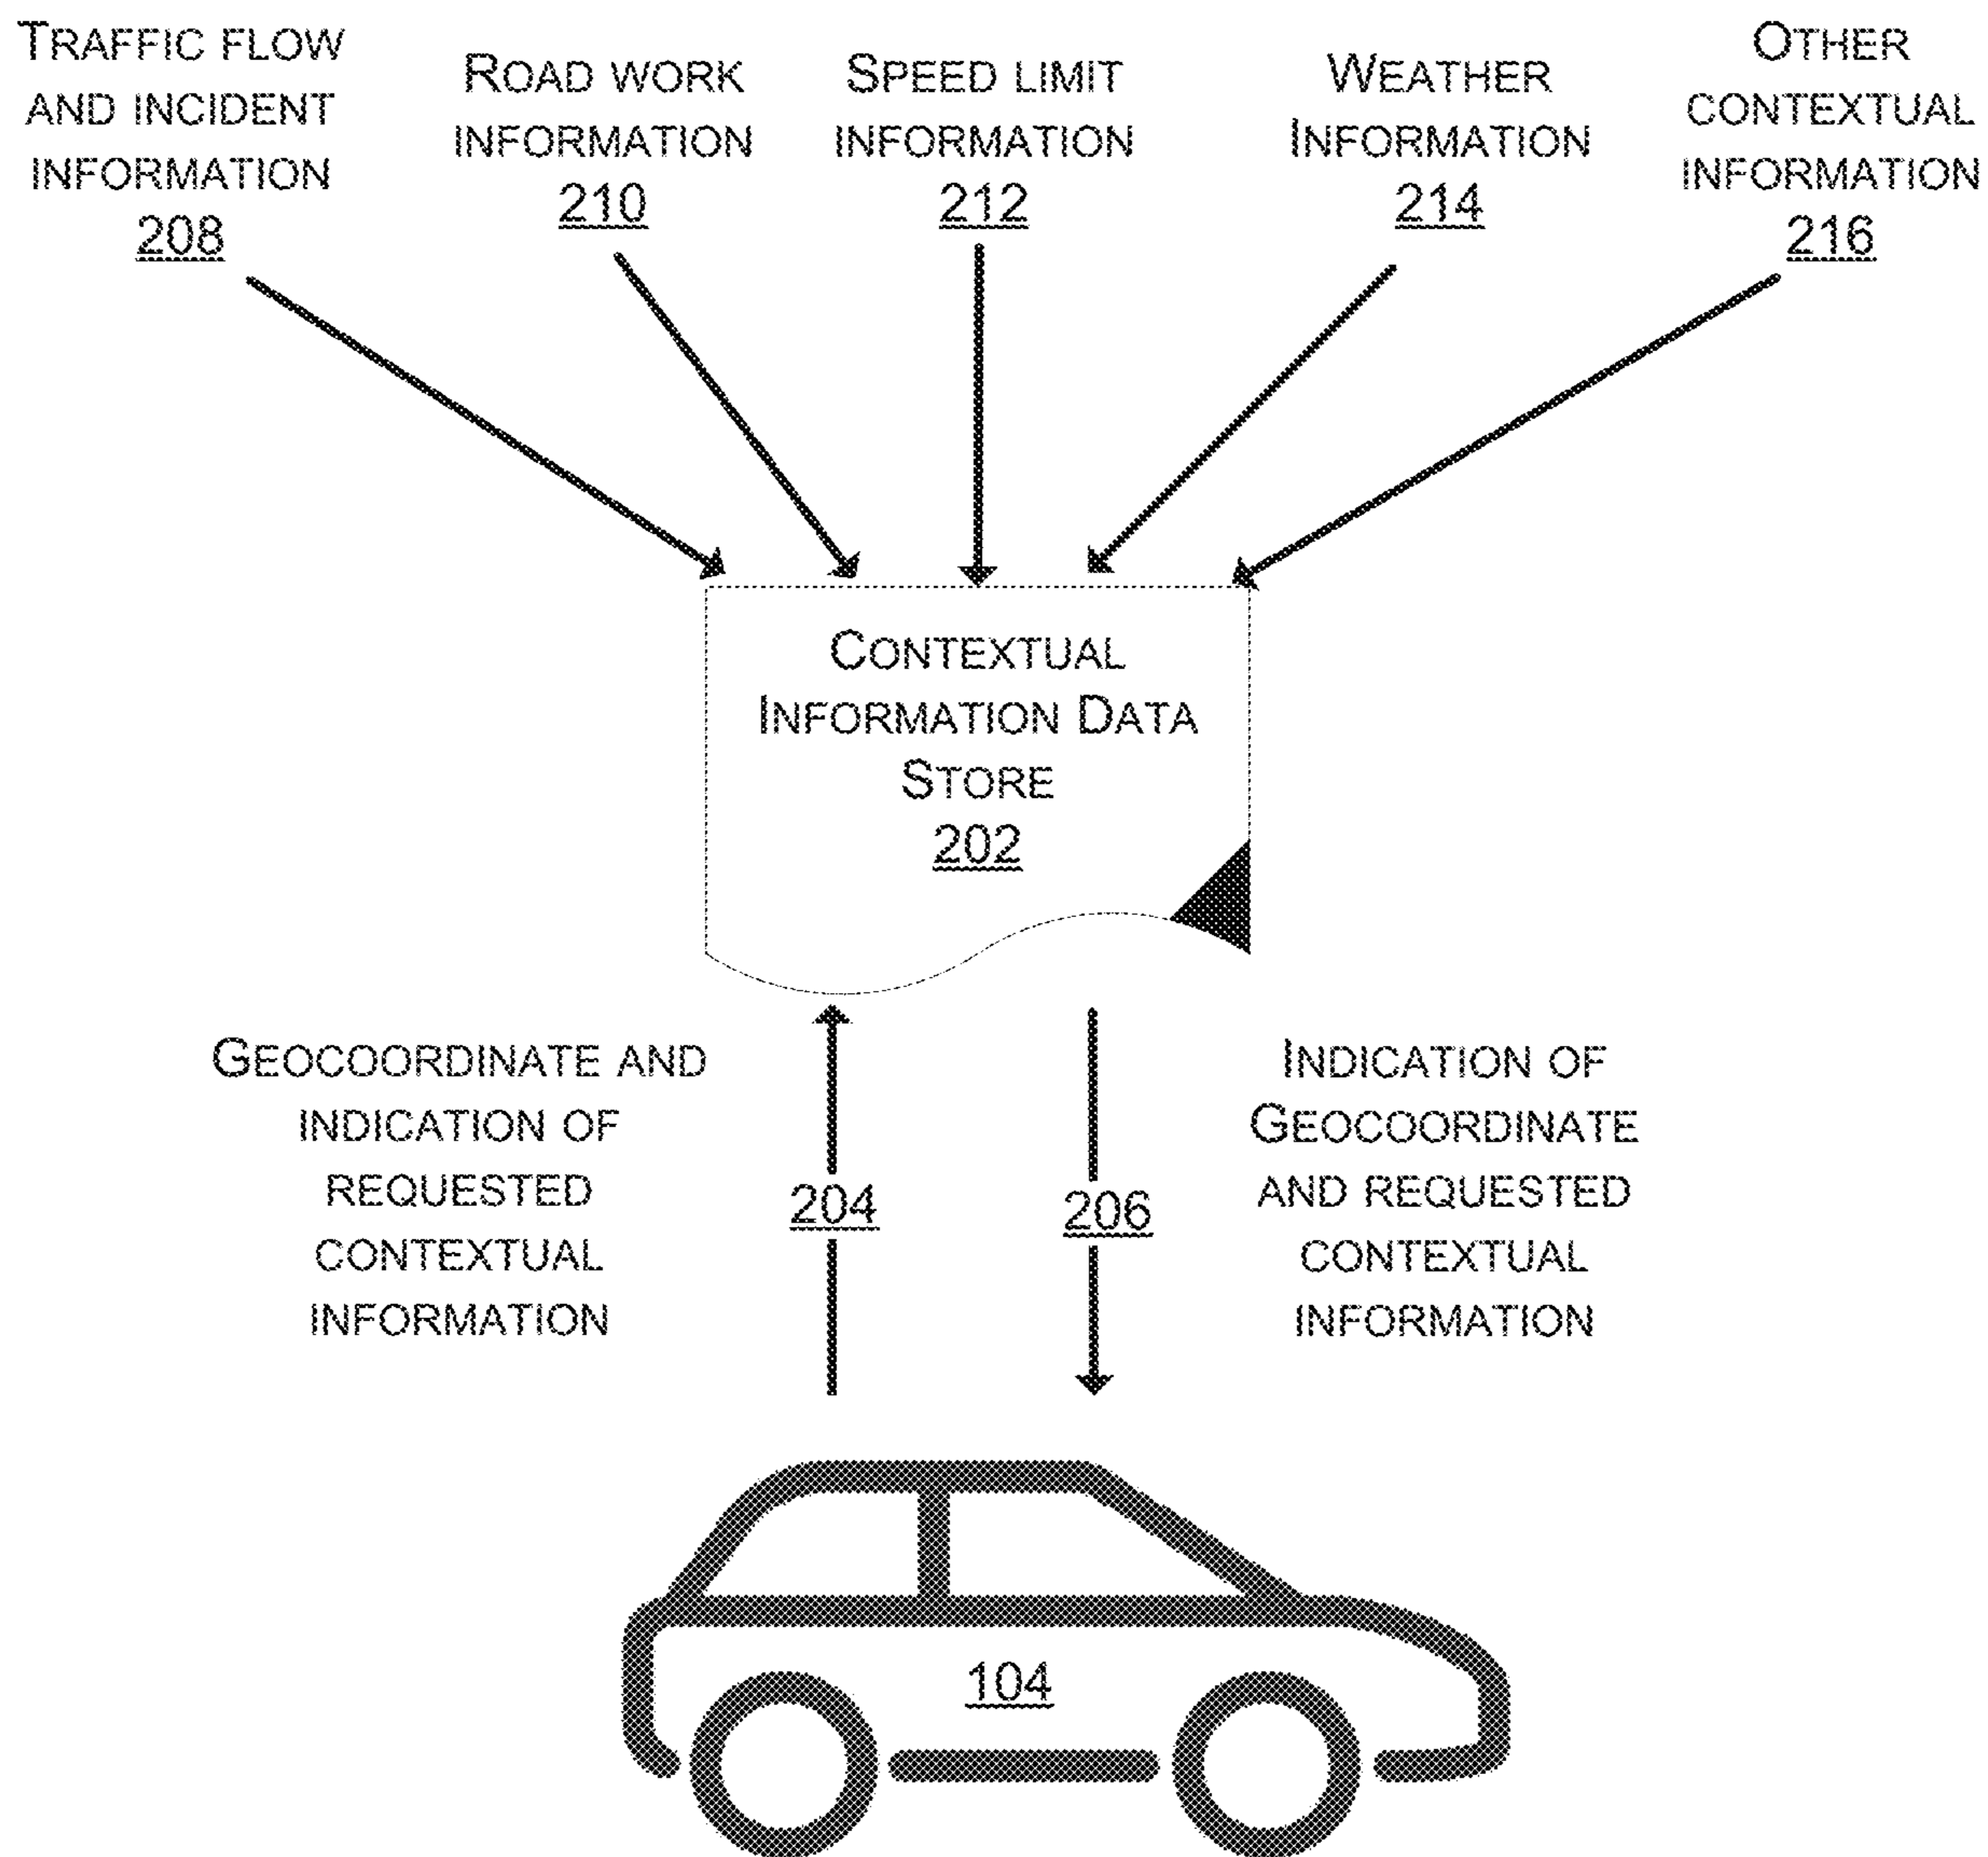 TRAFFIC FLOW
AND INCIDENT
INFORMATION
208
ROAD WORK
INFORMATION
210
SPEED LIMIT
INFORMATION
212
WEATHER
INFORMATION
214
OTHER
CONTEXTUAL
INFORMATION
216
CONTEXTUAL
INFORMATION DATA
STORE
202
GEOCOORDINATE AND
INDICATION OF
REQUESTED
CONTEXTUAL
INFORMATION
204
206
INDICATION OF
GEOCOORDINATE
AND REQUESTED
CONTEXTUAL
INFORMATION
104